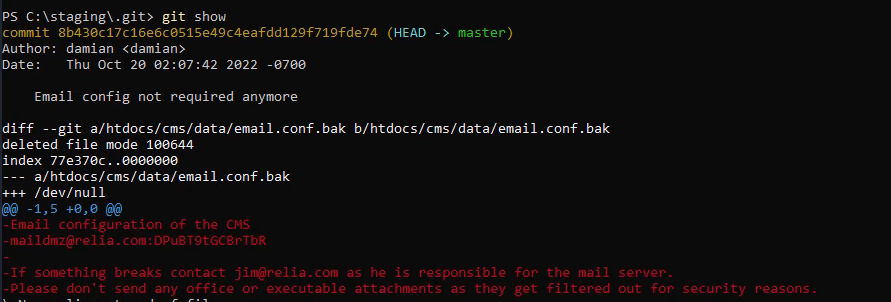 PS C:\staging\.git> git show
commit 8b430c17c16e6c0515e49c4eafdd129f719fde74 (HEAD -> master)
Author: damian <damian>
Date:   Thu Oct 20 02:07:42 2022 -0700

    Email config not required anymore

diff --git a/htdocs/cms/data/email.conf.bak b/htdocs/cms/data/email.conf.bak
deleted file mode 100644
index 77e370c..0000000
--- a/htdocs/cms/data/email.conf.bak
+++ /dev/null
@@ -1,5 +0,0 @@
-Email configuration of the CMS
-maildmz@relia.com:DPuBT9tGCBrTbR
-
-If something breaks contact jim@relia.com as he is responsible for the mail server.
-Please don't send any office or executable attachments as they get filtered out for security reasons.